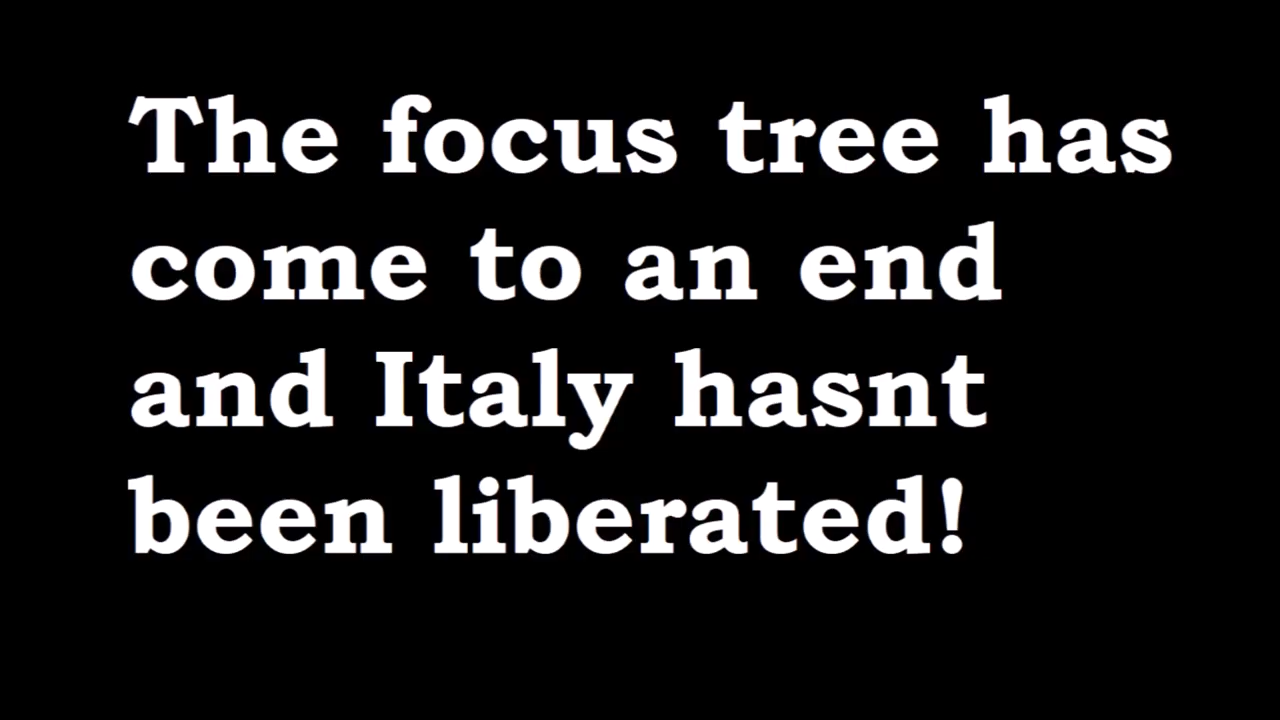 The focus tree has
come to an end
and Italy hasnt
been liberated!